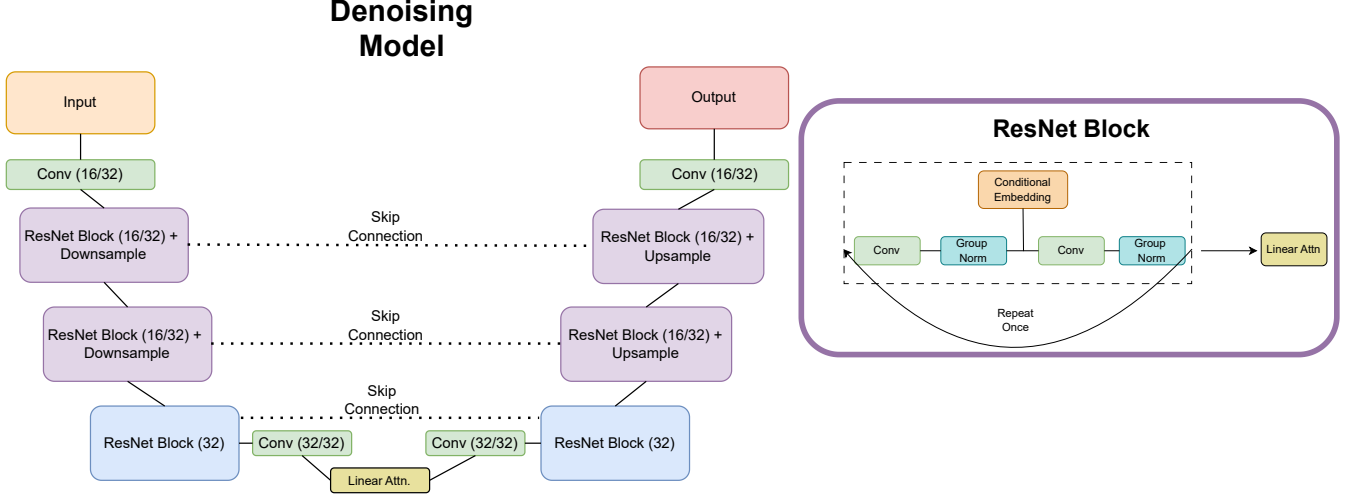 Denoising
Model
Input
Conv (16/32)
ResNet Block (16/32) +
Downsample
ResNet Block (16/32) +
Downsample
ResNet Block (32)
Conv (32/32)
Linear Attn.
Conv (32/32)
ResNet Block (32)
Skip
Connection
Skip
Connection
Skip
Connection
Output
Conv (16/32)
ResNet Block (16/32) +
Upsample
ResNet Block (16/32) +
Upsample
ResNet Block
Conditional
Embedding
Conv
Group
Norm
Conv
Group
Norm
Linear Attn
Repeat
Once